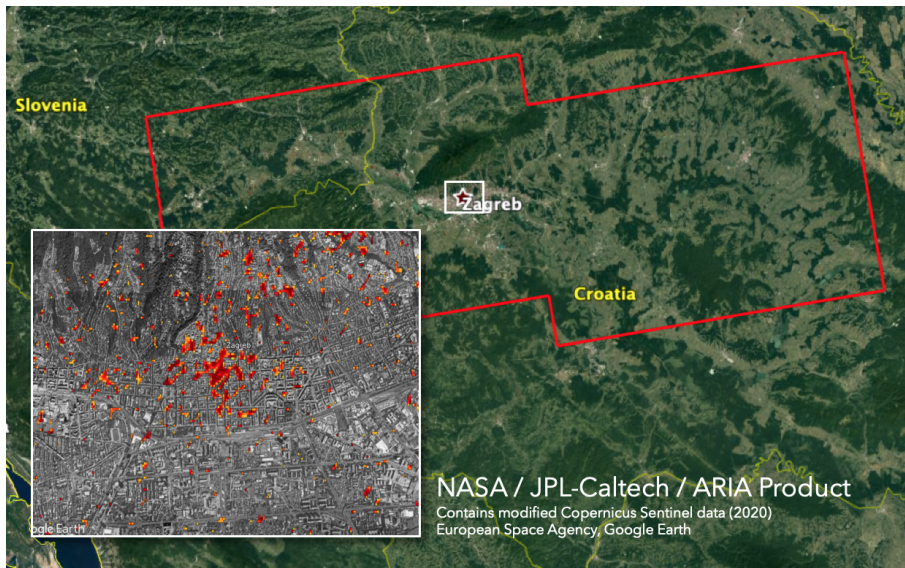 Slovenia
Zagreb
Croatia
Zagreb
NASA / JPL-Caltech / ARIA Product
Contains modified Copernicus Sentinel data (2020)
European Space Agency, Google Earth
ogle Earth